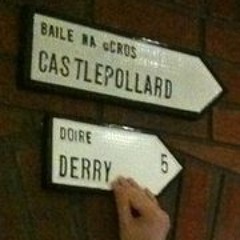 BAILE NA gCROS
CASTLEPOLLARD
DOIRE
DERRY 5